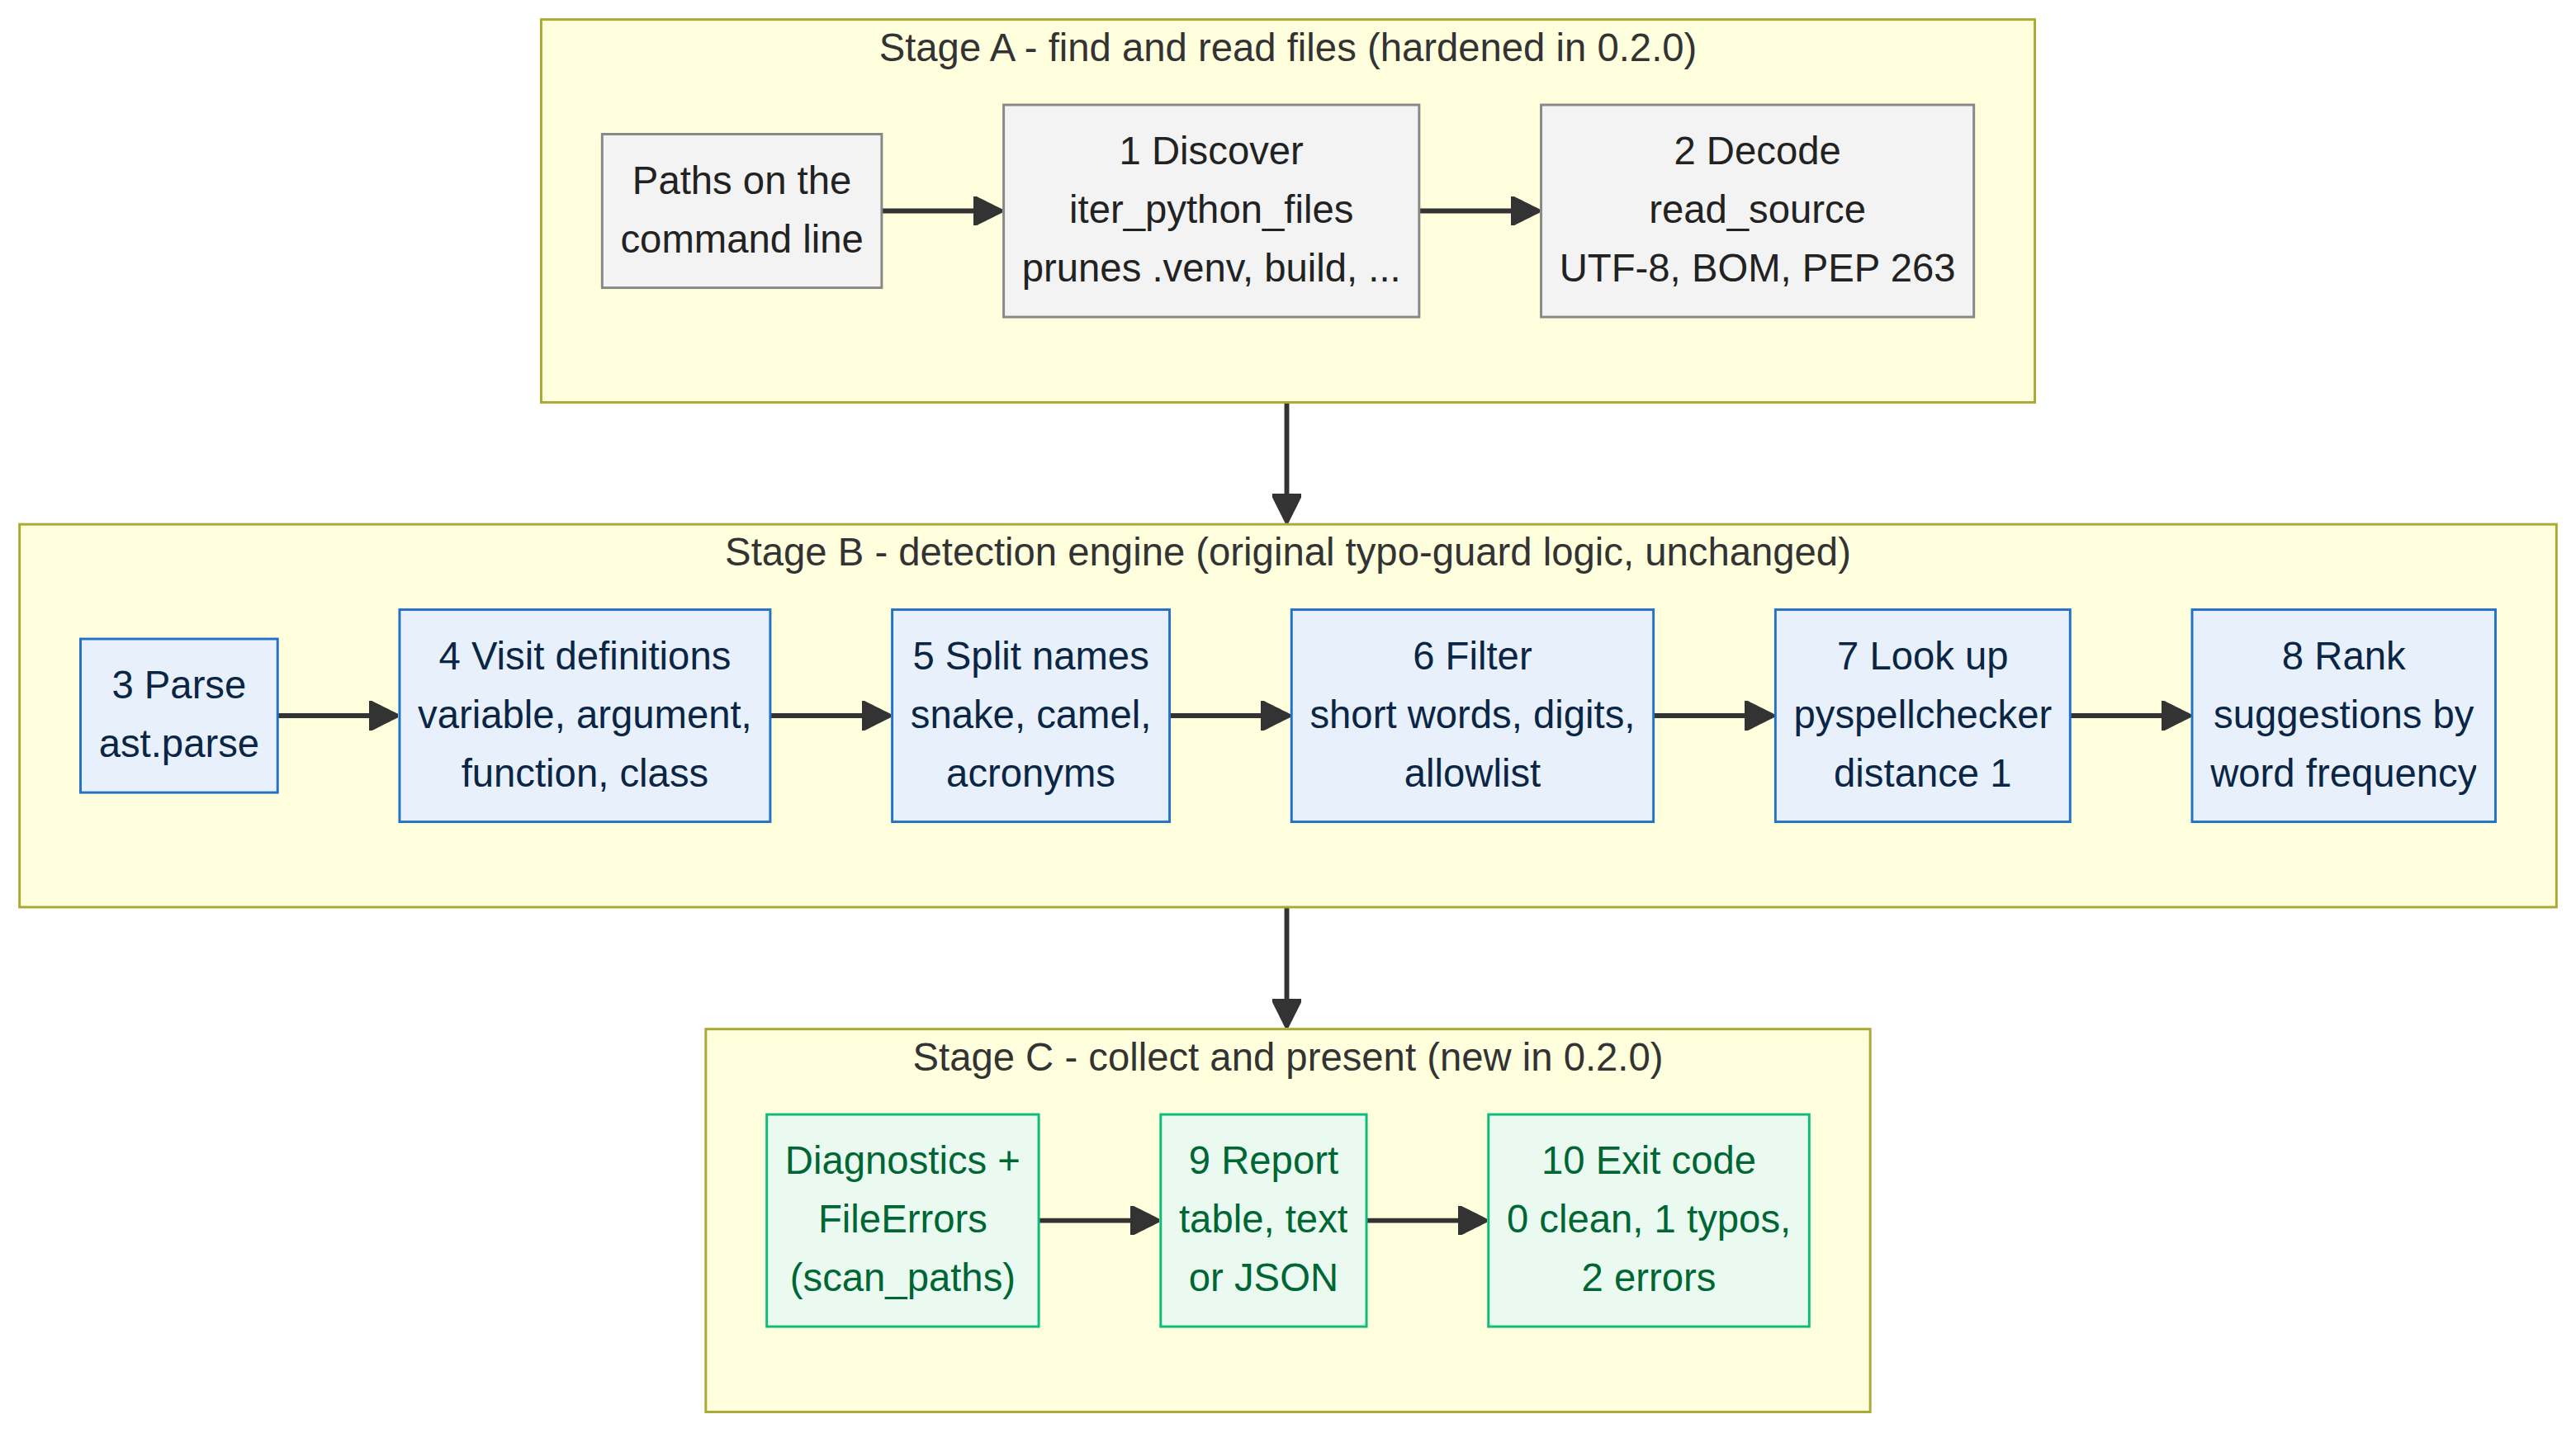 Stage A - find and read files (hardened in 0.2.0)
Paths on the
command line
1 Discover
iter_python_files
prunes .venv, build, ...
2 Decode
read_source
UTF-8, BOM, PEP 263
Stage B - detection engine (original typo-guard logic, unchanged)
3 Parse
ast.parse
4 Visit definitions
variable, argument,
function, class
5 Split names
snake, camel,
acronyms
6 Filter
short words, digits,
allowlist
7 Look up
pyspellchecker
distance 1
8 Rank
suggestions by
word frequency
Stage C - collect and present (new in 0.2.0)
Diagnostics +
FileErrors
(scan_paths)
9 Report
table, text
or JSON
10 Exit code
0 clean, 1 typos,
2 errors